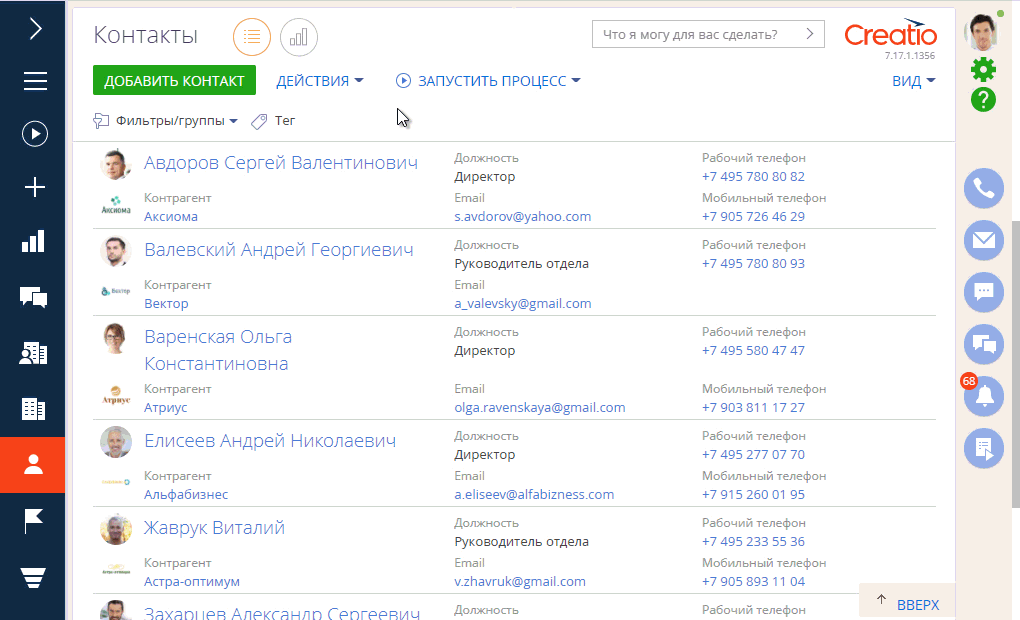 Контакты
Что я могу для вас сделать?
Creatio
7.17.1.1356
ДОБАВИТЬ КОНТАКТ
ДЕЙСТВИЯ
ЗАПУСТИТЬ ПРОЦЕСС
ВИД
Фильтры/группы
Тег
Авдоров Сергей Валентинович
Должность
Директор
Рабочий телефон
+7 495 780 80 82
Аксиома
Контрагент
Аксиома
Email
s.avdorov@yahoo.com
Мобильный телефон
+7 905 726 46 29
Валевский Андрей Георгиевич
Должность
Руководитель отдела
Рабочий телефон
+7 495 780 80 93
Вектор
Контрагент
Вектор
Email
a_valevsky@gmail.com
Варенская Ольга
Константиновна
Должность
Директор
Рабочий телефон
+7 495 580 47 47
Атриус
Контрагент
Атриус
Email
olga.ravenskaya@gmail.com
Мобильный телефон
+7 903 811 17 27
68
Елисеев Андрей Николаевич
Должность
Директор
Рабочий телефон
+7 495 277 07 70
Контрагент
Альфабизнес
Email
a.eliseev@alfabizness.com
Мобильный телефон
+7 915 260 01 95
Жаврук Виталий
Должность
Руководитель отдела
Рабочий телефон
+7 495 233 55 36
Контрагент
Астра-оптимум
Email
v.zhavruk@gmail.com
Мобильный телефон
+7 905 893 11 04
Захарцев Александр Сергеевич
Должность
Рабочий телефон
ВВЕРХ